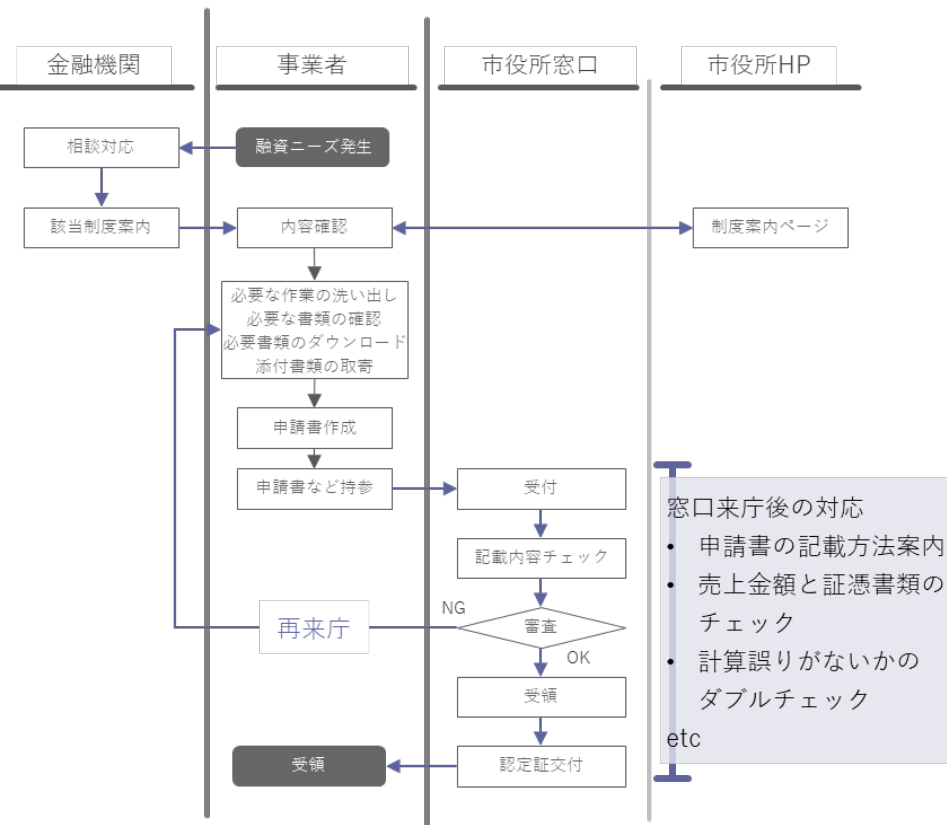 金融機関
事業者
市役所窓口
市役所HP
相談対応
融資ニーズ発生
該当制度案内
内容確認
制度案内ページ
必要な作業の洗い出し
必要な書類の確認
必要書類のダウンロード
添付書類の取寄
申請書作成
申請書など持参
受付
記載内容チェック
NG
審査
OK
再来庁
受領
認定証交付
受領
窓口来庁後の対応
• 申請書の記載方法案内
• 売上金額と証憑書類の
チェック
• 計算誤りがないかの
ダブルチェック
etc